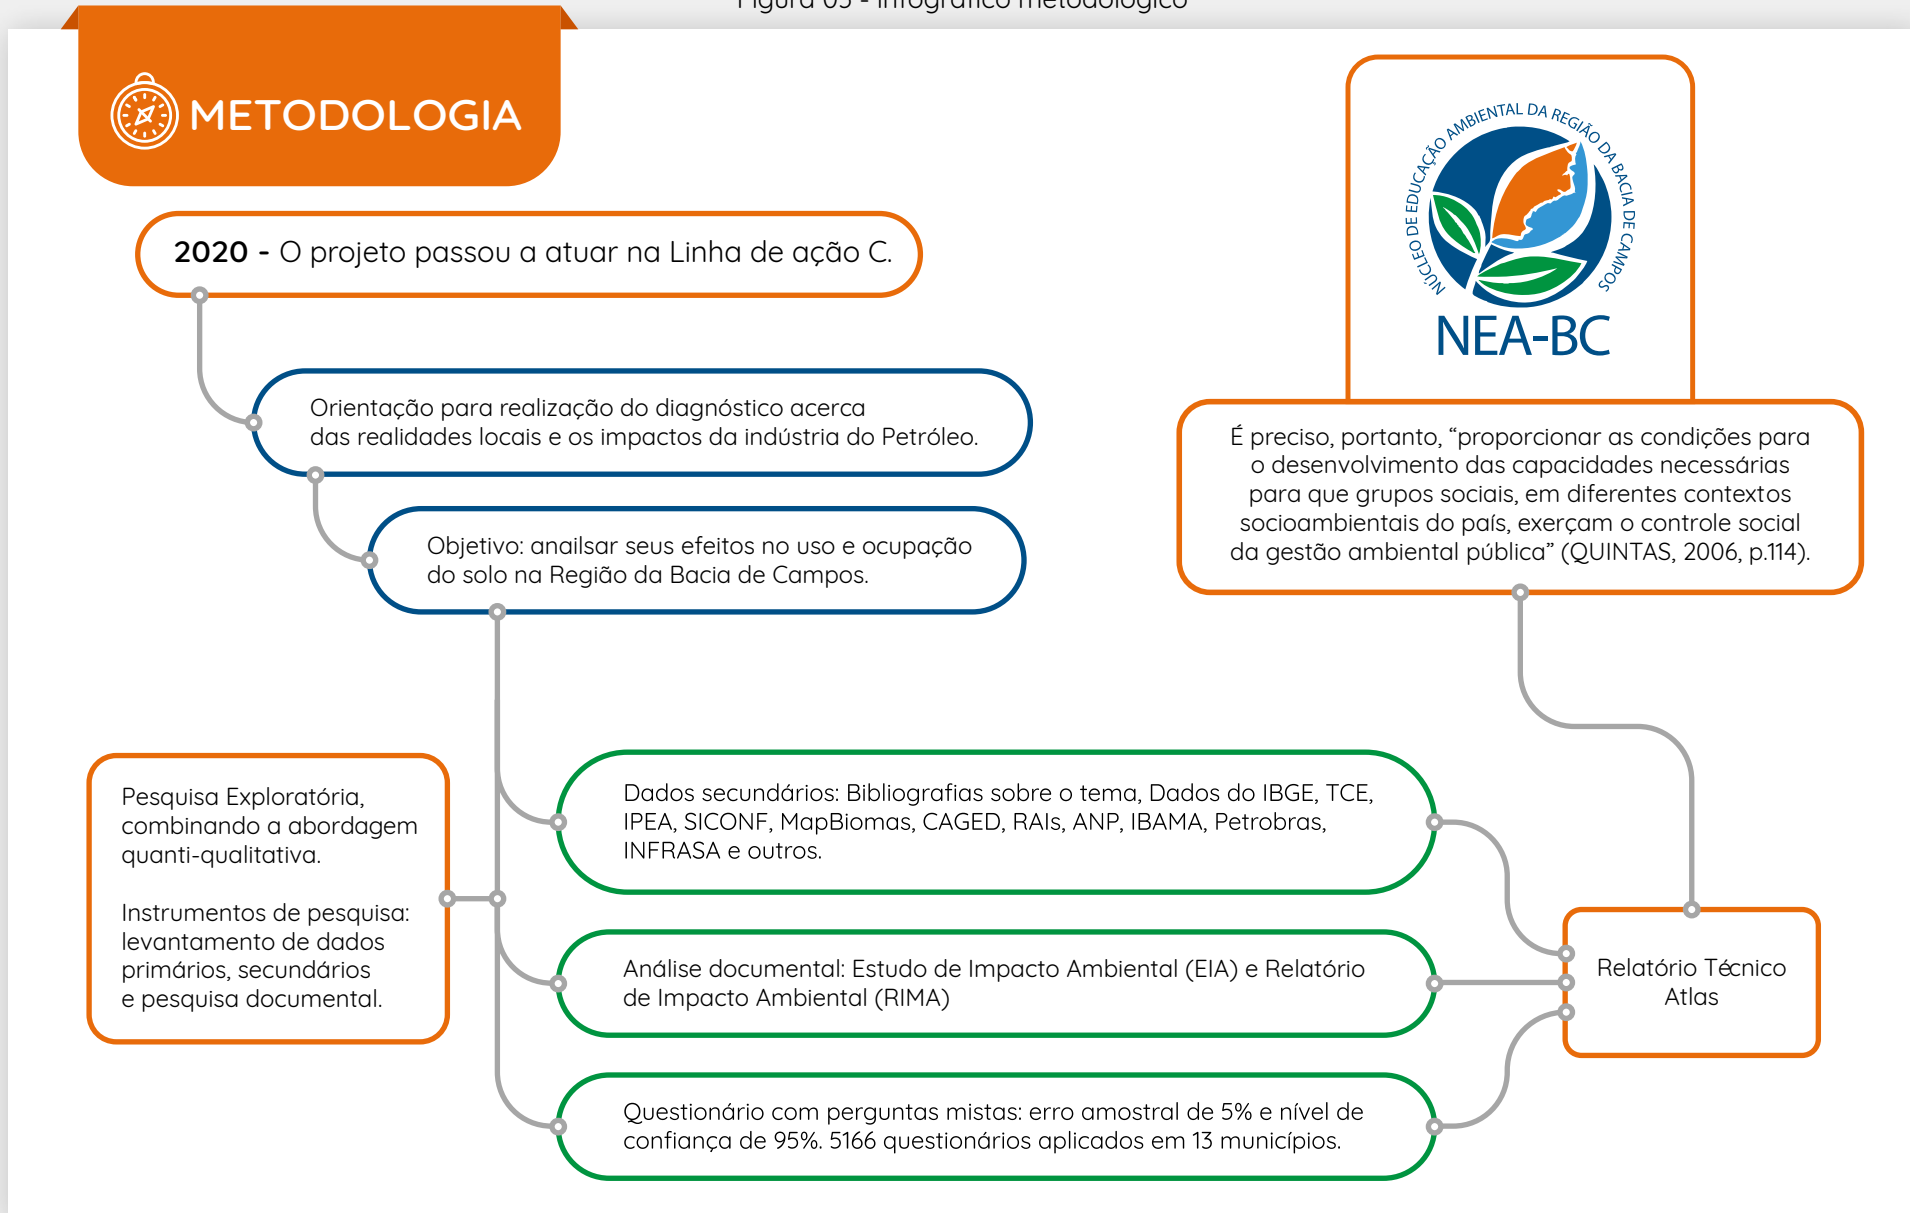 Figura 03 - Infográfico metodológico
METODOLOGIA
2020 - O projeto passou a atuar na Linha de ação C.
Orientação para realização do diagnóstico acerca
das realidades locais e os impactos da indústria do Petróleo.
Objetivo: anailsar seus efeitos no uso e ocupação
do solo na Região da Bacia de Campos.
NÚCLEO DE EDUCAÇÃO AMBIENTAL DA REGIÃO DA BACIA DE CAMPOS
NEA-BC
É preciso, portanto, “proporcionar as condições para
o desenvolvimento das capacidades necessárias
para que grupos sociais, em diferentes contextos
socioambientais do país, exerçam o controle social
da gestão ambiental pública” (QUINTAS, 2006, p.114).
Pesquisa Exploratória,
combinando a abordagem
quanti-qualitativa.
Instrumentos de pesquisa:
levantamento de dados
primários, secundários
e pesquisa documental.
Dados secundários: Bibliografias sobre o tema, Dados do IBGE, TCE,
IPEA, SICONF, MapBiomas, CAGED, RAIs, ANP, IBAMA, Petrobras,
INFRASA e outros.
Análise documental: Estudo de Impacto Ambiental (EIA) e Relatório
de Impacto Ambiental (RIMA)
Questionário com perguntas mistas: erro amostral de 5% e nível de
confiança de 95%. 5166 questionários aplicados em 13 municípios.
Relatório Técnico
Atlas